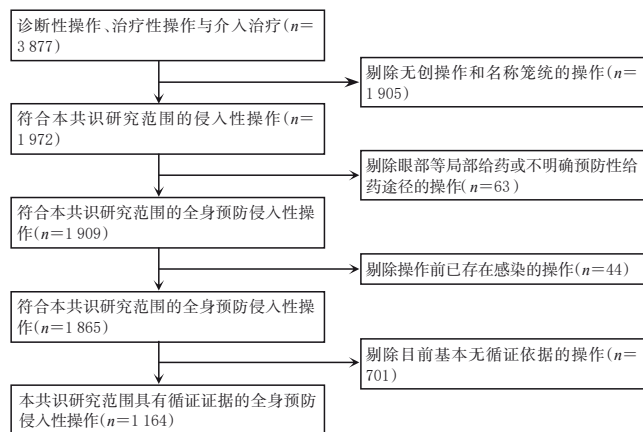 诊断性操作、治疗性操作与介入治疗(n=
3 877)
剔除无创操作和名称笼统的操作(n=
1 905)
符合本共识研究范围的侵入性操作(n=
1 972)
剔除眼部等局部给药或不明确预防性给
药途径的操作(n=63)
符合本共识研究范围的全身预防侵入性操
作(n=1 909)
剔除操作前已存在感染的操作(n=44)
符合本共识研究范围的全身预防侵入性操
作(n=1 865)
剔除目前基本无循证依据的操作(n=
701)
本共识研究范围具有循证证据的全身预防
侵入性操作(n=1 164)